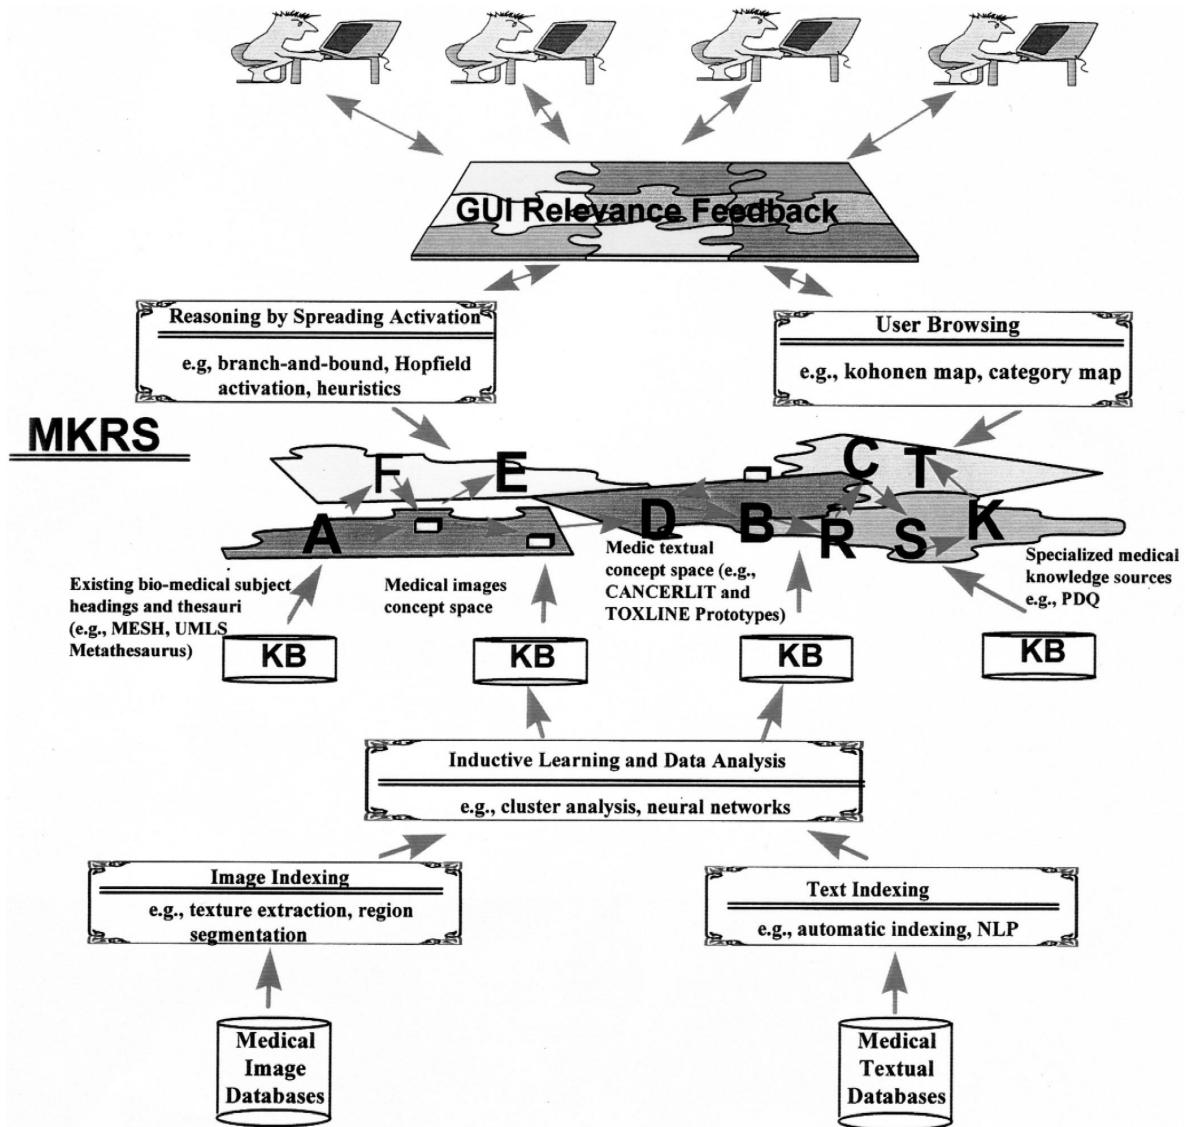 GUI Relevance Feedback
Reasoning by Spreading Activation
e.g, branch-and-bound, Hopfield
activation, heuristics
User Browsing
e.g., kohonen map, category map
MKRS
F
E
C
T
A
D
B
R
S
K
Existing bio-medical subject
headings and thesauri
(e.g., MESH, UMLS
Metathesaurus)
Medical images
concept space
Medic textual
concept space (e.g.,
CANCERLIT and
TOXLINE Prototypes)
Specialized medical
knowledge sources
e.g., PDQ
KB
KB
KB
KB
Inductive Learning and Data Analysis
e.g., cluster analysis, neural networks
Image Indexing
e.g., texture extraction, region
segmentation
Text Indexing
e.g., automatic indexing, NLP
Medical
Image
Databases
Medical
Textual
Databases